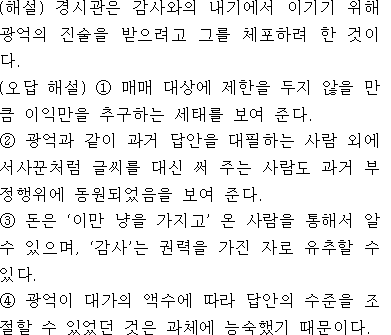 (해설) 경시관은 감사와의 내기에서 이기기 위해
광억의 진술을 받으려고 그를 체포하려 한 것이
다.
(오답 해설) ① 매매 대상에 제한을 두지 않을 만
큼 이익만을 추구하는 세태를 보여 준다.
② 광억과 같이 과거 답안을 대필하는 사람 외에
서사꾼처럼 글씨를 대신 써 주는 사람도 과거 부
정행위에 동원되었음을 보여 준다.
③ 돈은 ‘이만 냥을 가지고’ 온 사람을 통해서 알
수 있으며, ‘감사’는 권력을 가진 자로 유추할 수
있다.
④ 광억이 대가의 액수에 따라 답안의 수준을 조
절할 수 있었던 것은 과체에 능숙했기 때문이다.